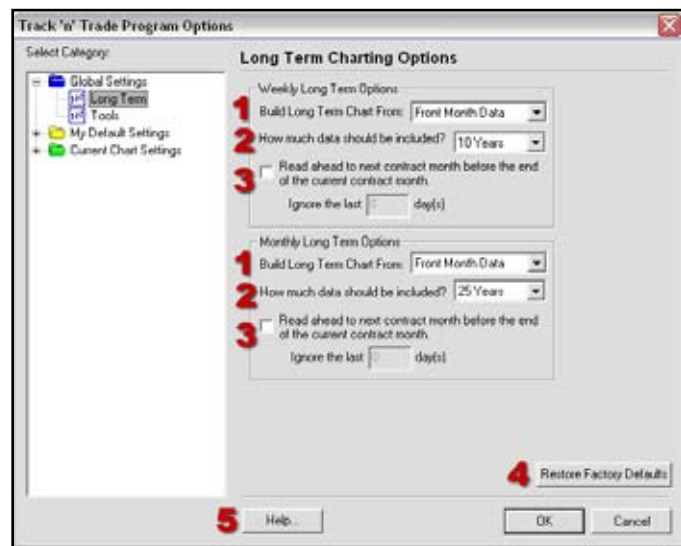 Track 'n' Trade Program Options
Select Category:
Global Settings
Long Term
Tools
My Default Settings
Current Chart Settings
Long Term Charting Options
Weekly Long Term Options
1 Build Long Term Chart From: Front Month Data
2 How much data should be included? 10 Years
3 Read ahead to next contract month before the end
of the current contract month.
Ignore the last day(s)
Monthly Long Term Options
1 Build Long Term Chart From: Front Month Data
2 How much data should be included? 25 Years
3 Read ahead to next contract month before the end
of the current contract month.
Ignore the last day(s)
4 Restore Factory Defaults
5 Help... OK Cancel